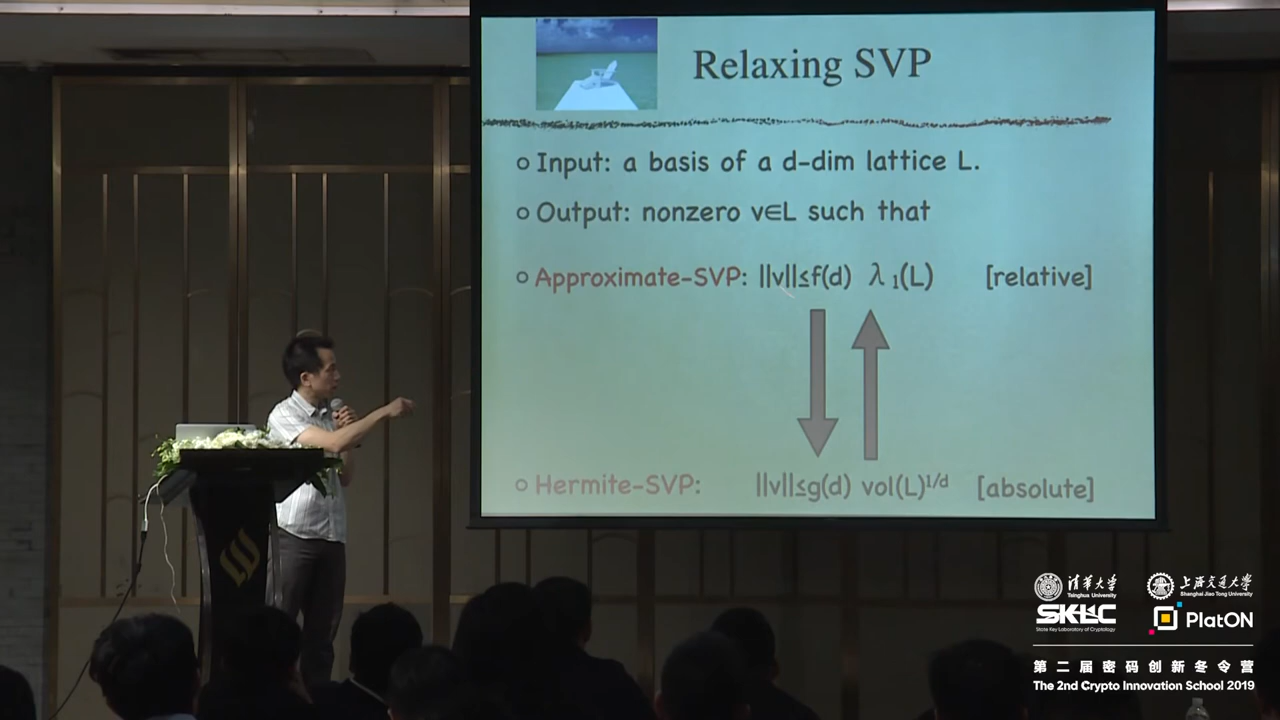 Relaxing SVP
Input: a basis of a d-dim lattice L.
Output: nonzero v∈L such that
Approximate-SVP: ||v||≤f(d) λ₁(L) [relative]
Hermite-SVP: ||v||≤g(d) vol(L)^1/d [absolute]
清华大学
Tsinghua University
上海交通大学
Shanghai Jiao Tong University
SKLC
State Key Laboratory of Cryptology
PlatON
第二届密码创新冬令营
The 2nd Crypto Innovation School 2019